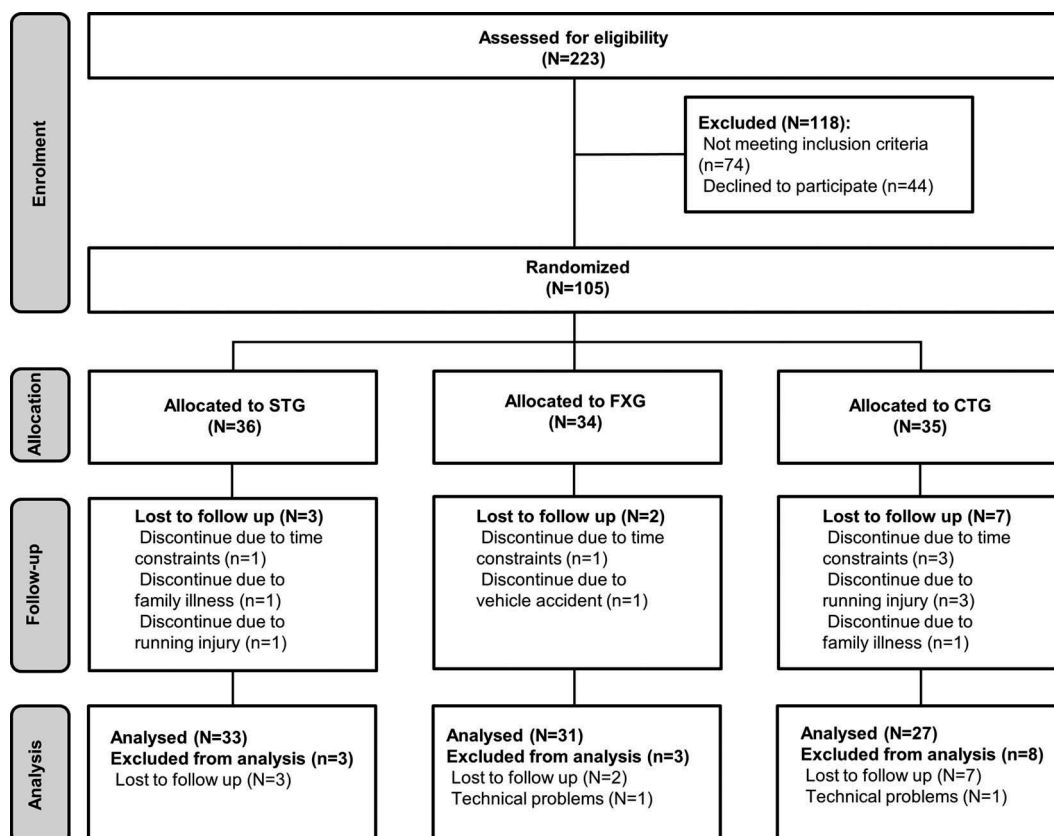 Enrolment
Assessed for eligibility
(N=223)
Excluded (N=118):
Not meeting inclusion criteria
(n=74)
Declined to participate (n=44)
Randomized
(N=105)
Allocation
Allocated to STG
(N=36)
Allocated to FXG
(N=34)
Allocated to CTG
(N=35)
Follow-up
Lost to follow up (N=3)
Discontinue due to time
constraints (n=1)
Discontinue due to
family illness (n=1)
Discontinue due to
running injury (n=1)
Lost to follow up (N=2)
Discontinue due to time
constraints (n=1)
Discontinue due to
vehicle accident (n=1)
Lost to follow up (N=7)
Discontinue due to time
constraints (n=3)
Discontinue due to
running injury (n=3)
Discontinue due to
family illness (n=1)
Analysis
Analysed (N=33)
Excluded from analysis (n=3)
Lost to follow up (N=3)
Analysed (N=31)
Excluded from analysis (n=3)
Lost to follow up (N=2)
Technical problems (N=1)
Analysed (N=27)
Excluded from analysis (n=8)
Lost to follow up (N=7)
Technical problems (N=1)